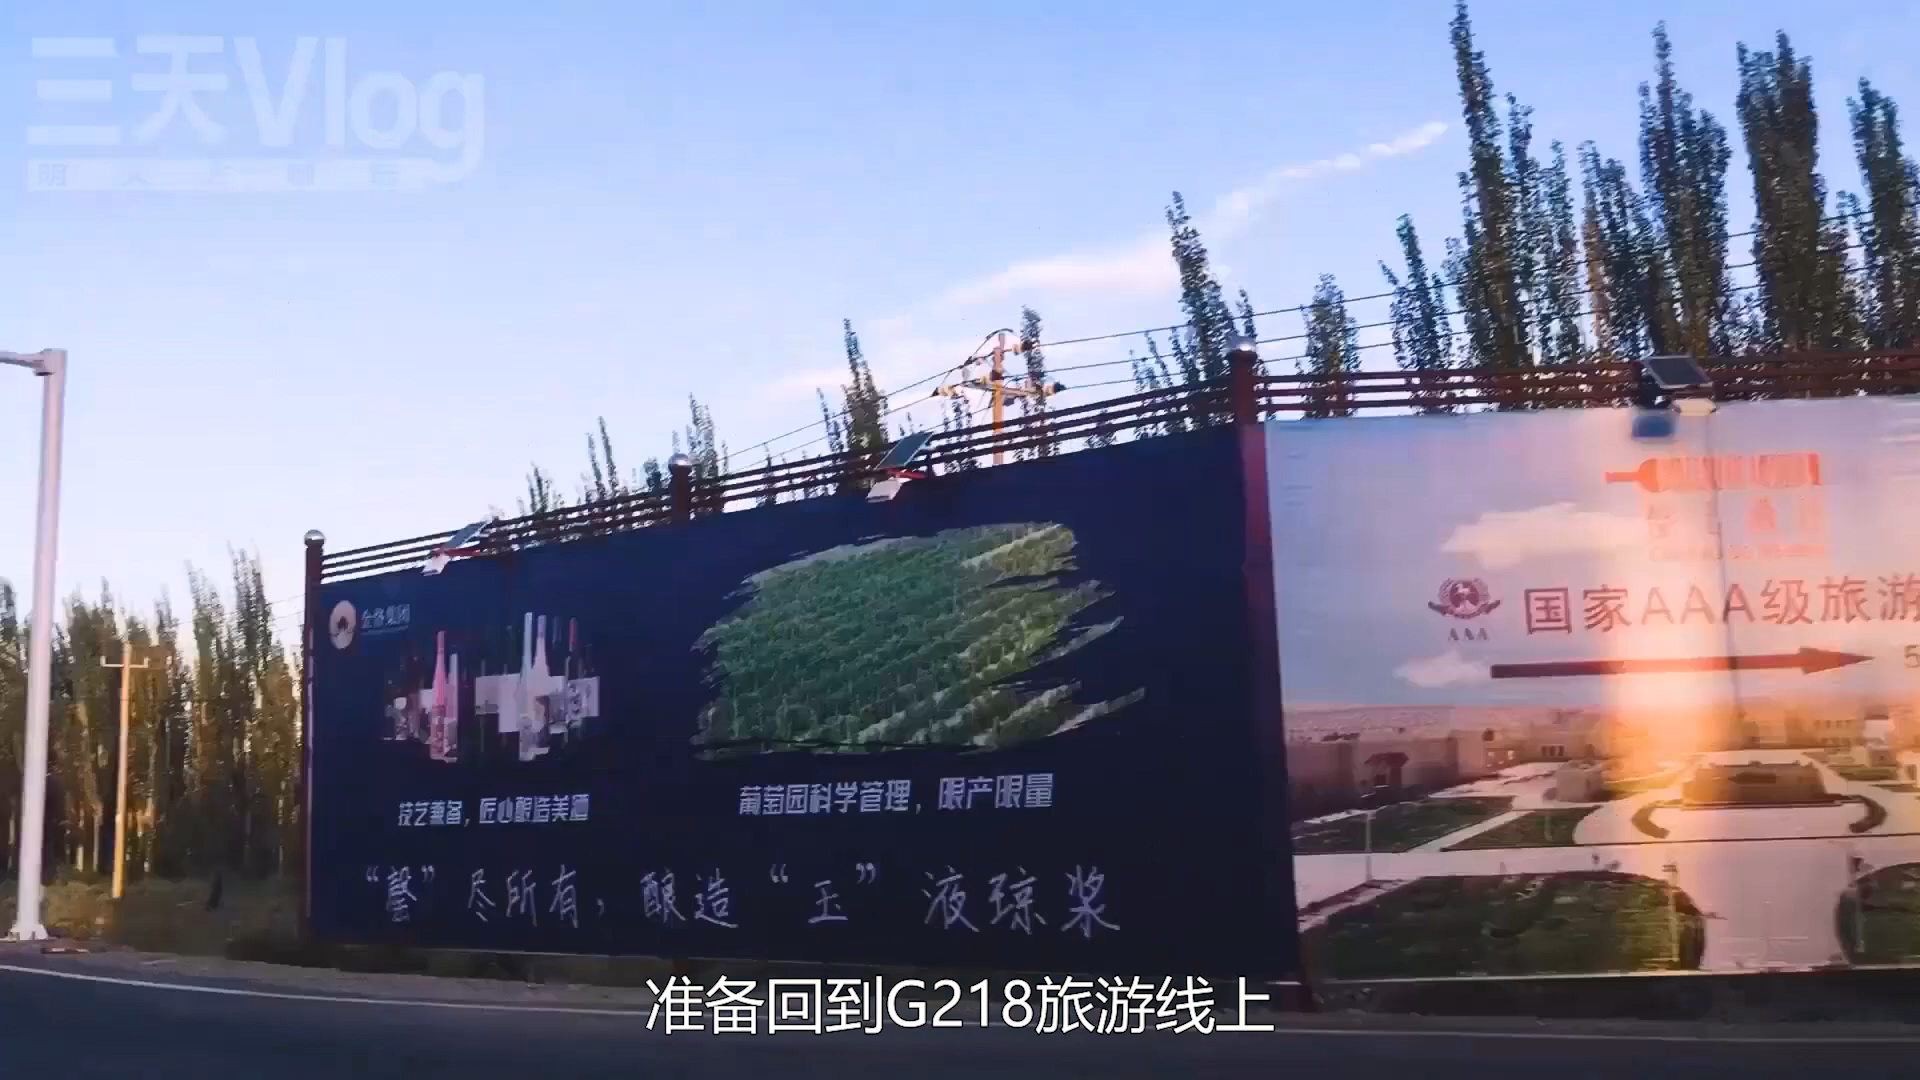 三天Vlog
国家AAA级旅游
AAA
技艺兼备，匠心酿造美酒
葡萄园科学管理，限产限量
“罄”尽所有，酿造“玉”液琼浆
准备回到G218旅游线上